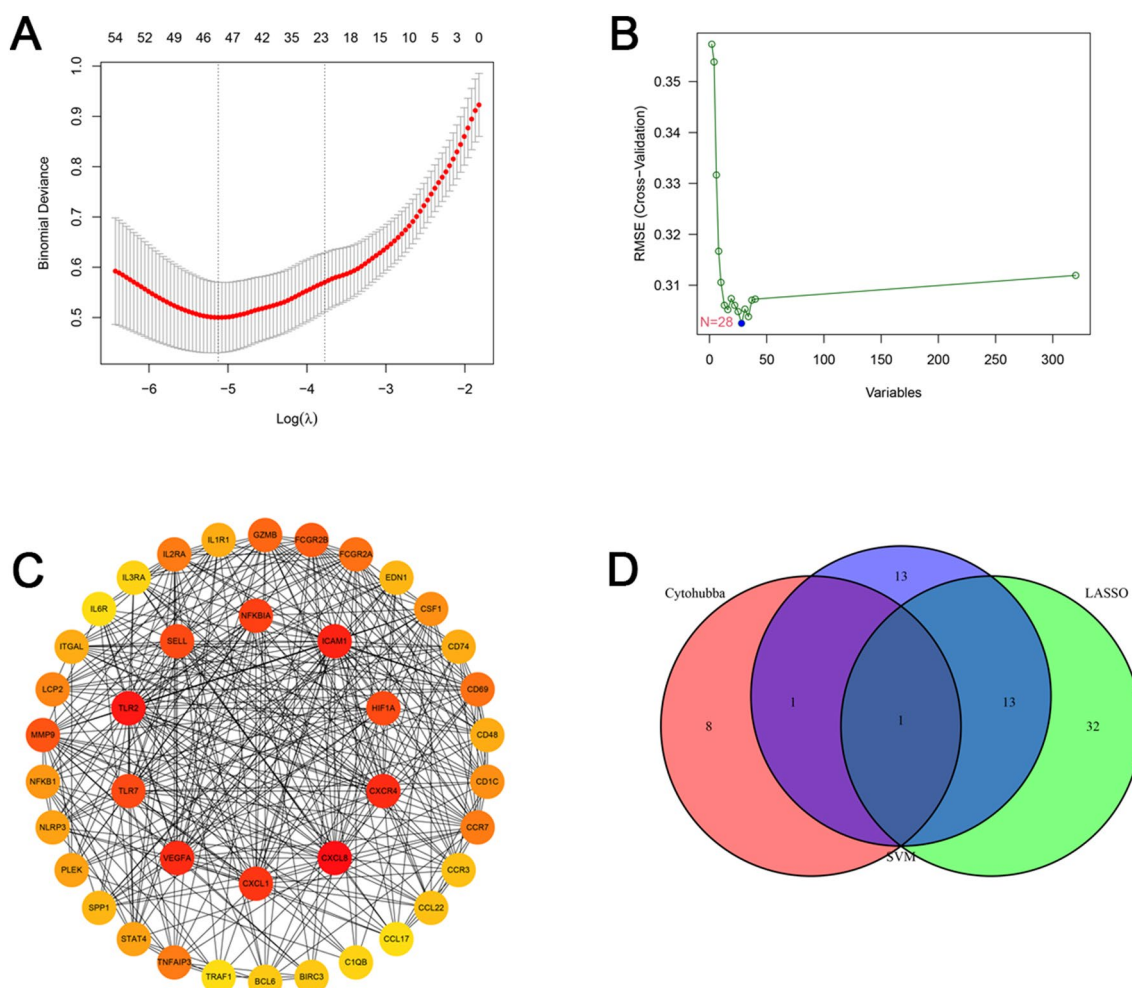 A
54 52 49 46 47 42 35 23 18 15 10 5 3 0
1.0
0.9
0.8
0.7
0.6
0.5
Binomial Deviance
−6 −5 −4 −3 −2
Log(λ)
B
0.35
0.34
0.33
0.32
0.31
RMSE (Cross−Validation)
N=28
0 50 100 150 200 250 300
Variables
C
GZMB
IL1R1
FCGR2B
IL2RA
FCGR2A
IL3RA
EDN1
IL6R
NFKBIA
CSF1
SELL
ICAM1
ITGAL
CD74
LCP2
CD69
TLR2
HIF1A
MMP9
CD48
NFKB1
CD1C
TLR7
CXCR4
NLRP3
CCR7
PLEK
VEGFA
CXCL8
CCR3
CXCL1
SPP1
CCL22
STAT4
CCL17
TNFAIP3
C1QB
TRAF1
BCL6
BIRC3
D
13
Cytohubba
LASSO
8
1
1
13
32
SVM